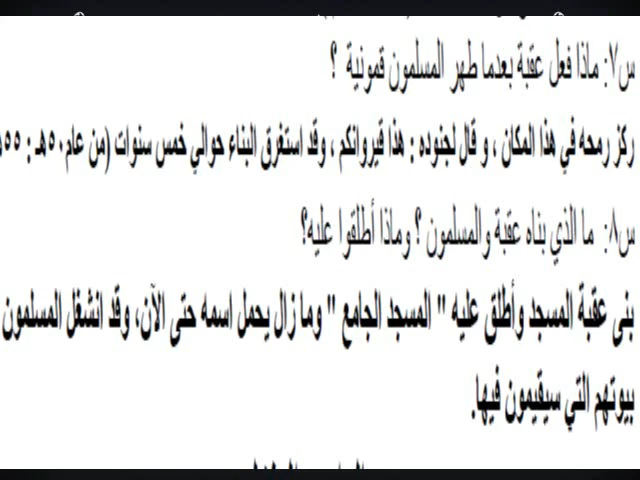 س٧: ماذا فعل عقبة بعدما طهر المسلمون قمونية ؟
ركز رمحه في هذا المكان ، و قال لجنوده : هذا قيروانكم ، وقد استغرق البناء حوالي خمس سنوات (من عام٥٠هـ : ٥٥
س٨: ما الذي بناه عقبة والمسلمون ؟ وماذا أطلقوا عليه؟
بنى عقبة المسجد وأطلق عليه " المسجد الجامع " وما زال يحمل اسمه حتى الآن، وقد انشغل المسلمون
بيوتهم التي سيقيمون فيها.